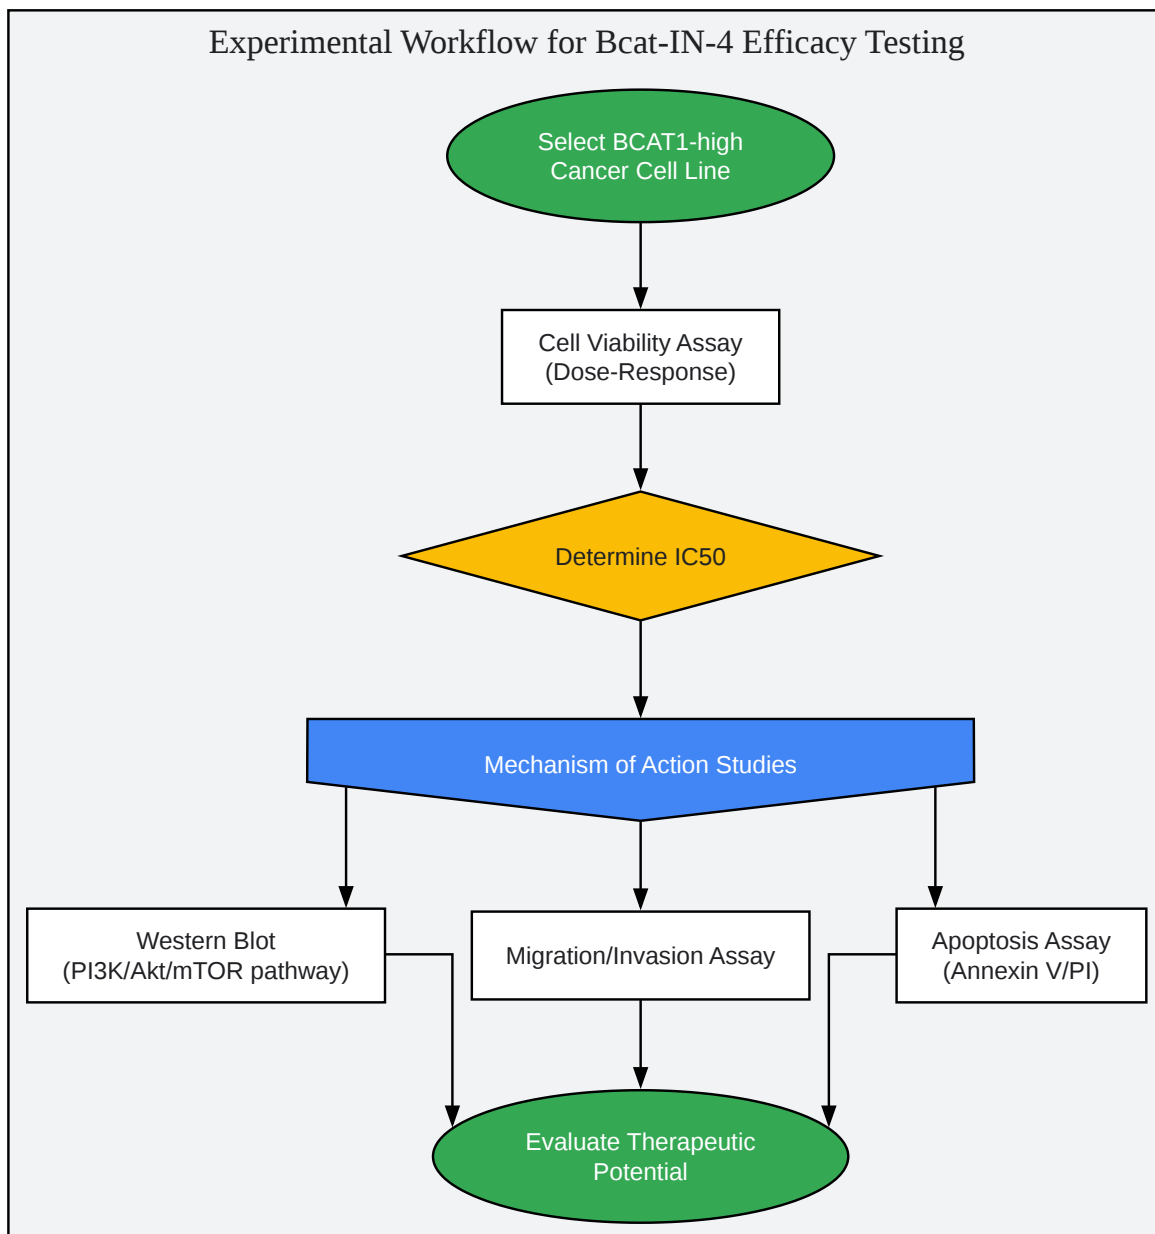 Experimental Workflow for Bcat-IN-4 Efficacy Testing
Select BCAT1-high
Cancer Cell Line
Cell Viability Assay
(Dose-Response)
Determine IC50
Mechanism of Action Studies
Western Blot
(PI3K/Akt/mTOR pathway)
Migration/Invasion Assay
Apoptosis Assay
(Annexin V/PI)
Evaluate Therapeutic
Potential